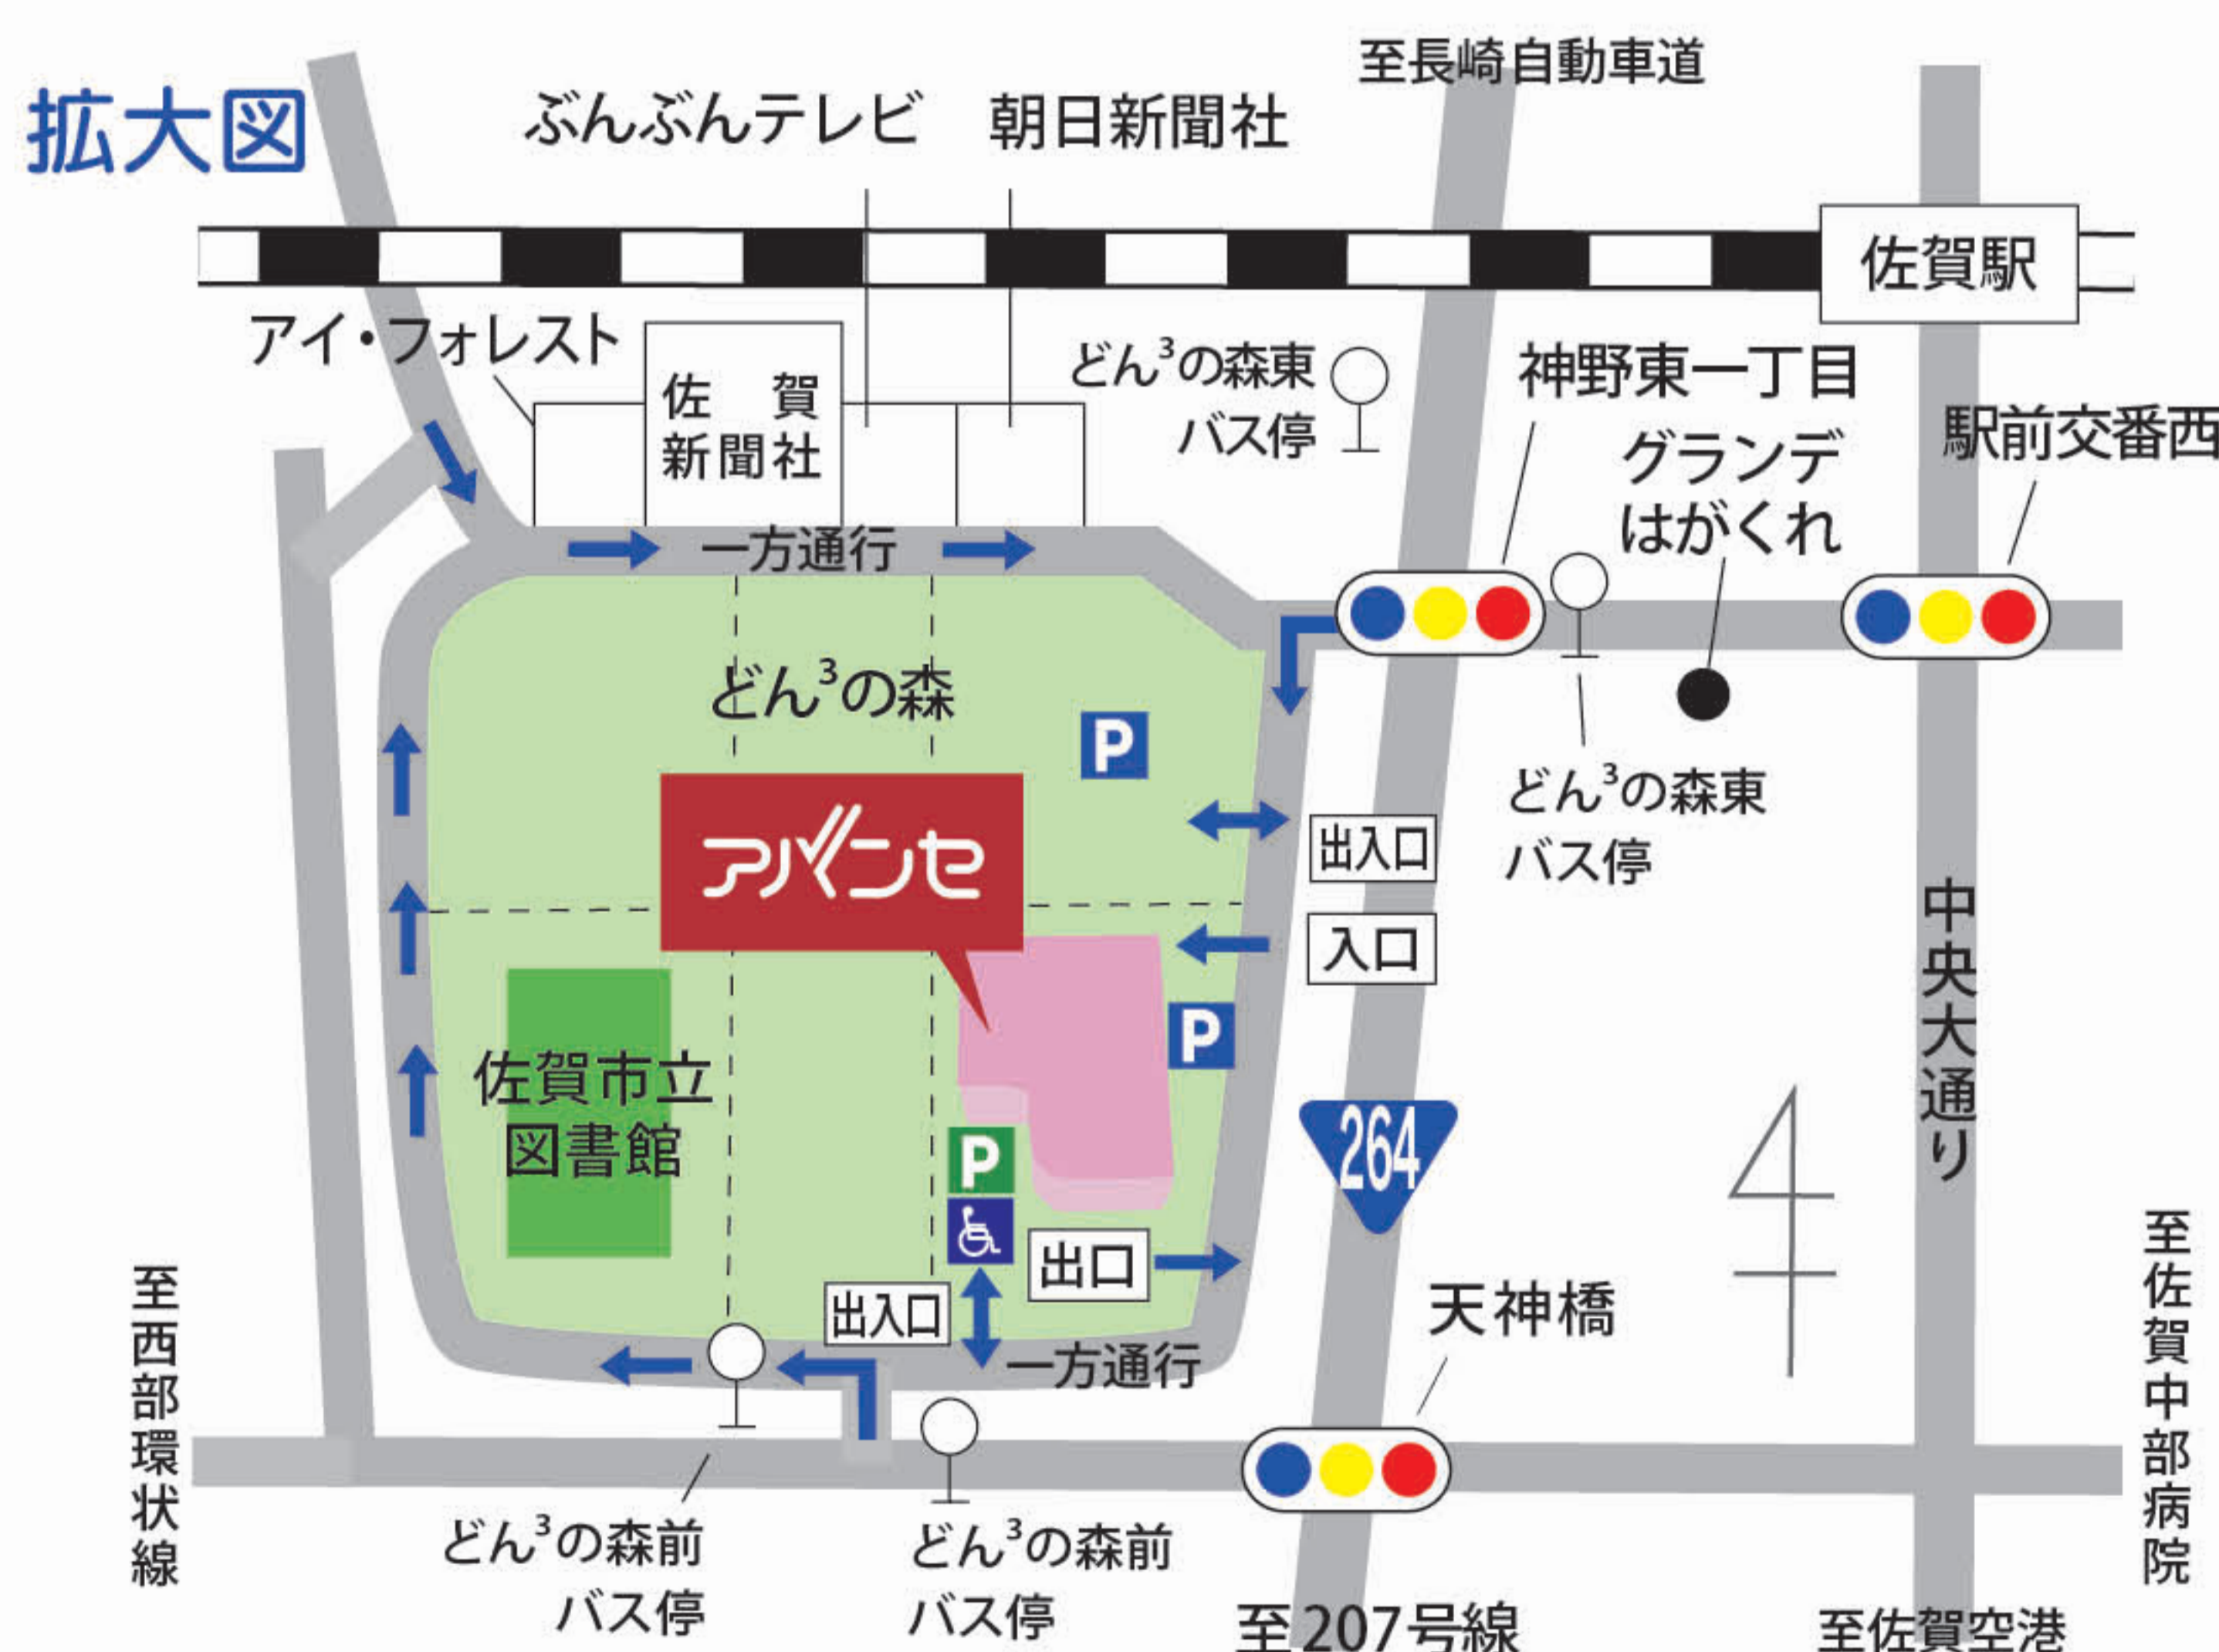 拡大図
ぶんぶんテレビ
朝日新聞社
至長崎自動車道
佐賀駅
アイ・フォレスト
佐賀
新聞社
どん³の森東
バス停
神野東一丁目
グランデ
はがくれ
駅前交番西
一方通行
どん³の森
P
アバンセ
出入口
入口
どん³の森東
バス停
P
佐賀市立
図書館
P
264
中央大通り
出口
出入口
一方通行
天神橋
至西部環状線
至佐賀中部病院
どん³の森前
バス停
どん³の森前
バス停
至207号線
至佐賀空港